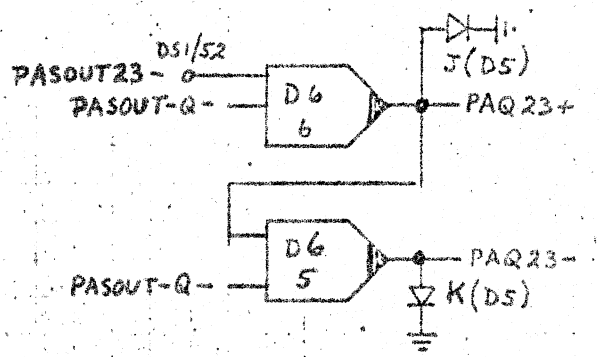 DS1/52
J(D5)
PASOUT23-
D6
6
PASOUT-Q-
PAQ23+
D6
5
PAQ23-
PASOUT-Q-
K(D5)